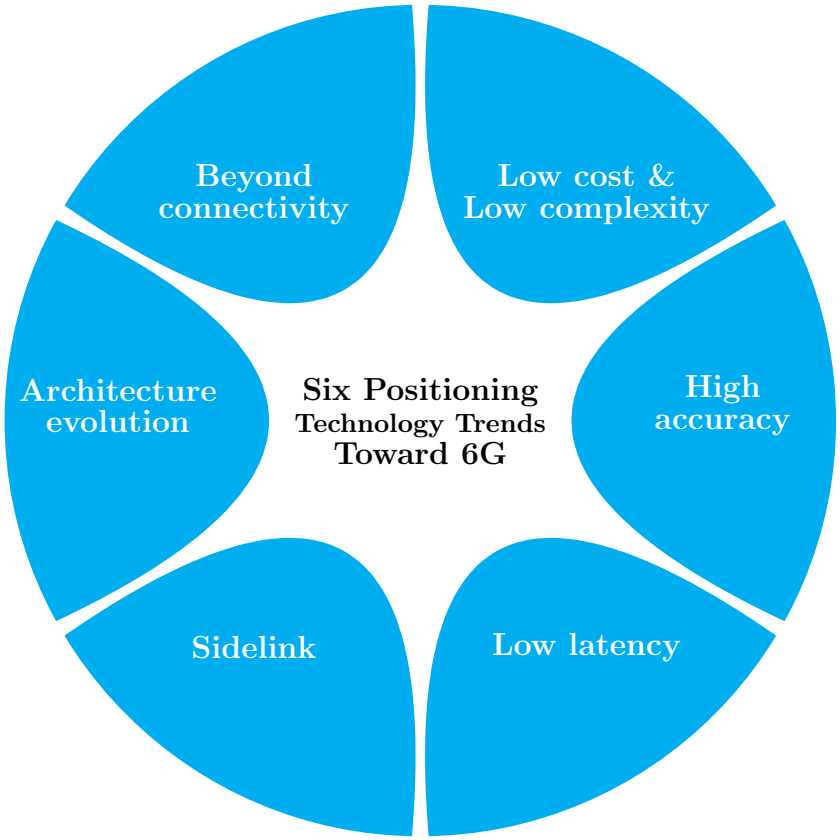 Beyond
connectivity
Low cost &
Low complexity
Architecture
evolution
Six Positioning
Technology Trends
Toward 6G
High
accuracy
Sidelink
Low latency